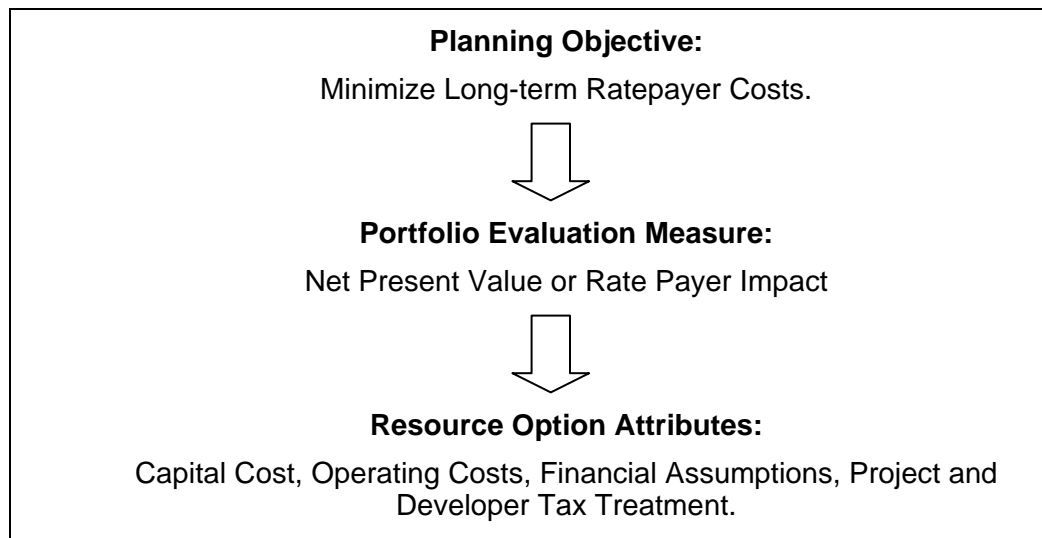 Planning Objective:
Minimize Long-term Ratepayer Costs.
Portfolio Evaluation Measure:
Net Present Value or Rate Payer Impact
Resource Option Attributes:
Capital Cost, Operating Costs, Financial Assumptions, Project and
Developer Tax Treatment.